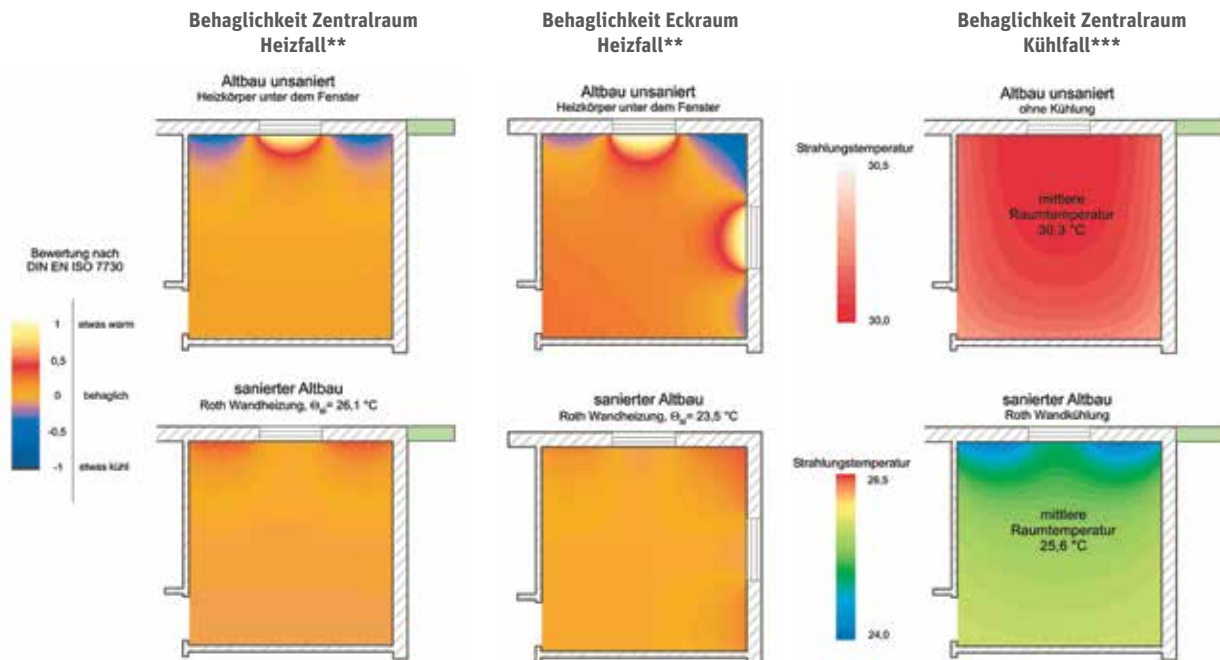 Behaglichkeit Zentralraum
Heizfall**
Behaglichkeit Eckraum
Heizfall**
Behaglichkeit Zentralraum
Kühlfall***
Altbau unsaniert
Heizkörper unter dem Fenster
Altbau unsaniert
Heizkörper unter dem Fenster
Altbau unsaniert
ohne Kühlung
Strahlungstemperatur
30,5
30,0
mittlere
Raumtemperatur
30.3 °C
Bewertung nach
DIN EN ISO 7730
1 etwas warm
0,5
0 behaglich
-0,5
-1 etwas kühl
sanierter Altbau
Roth Wandheizung, Θw= 26,1 °C
sanierter Altbau
Roth Wandheizung, Θw= 23,5 °C
sanierter Altbau
Roth Wandkühlung
Strahlungstemperatur
26,5
24,0
mittlere
Raumtemperatur
25,6 °C